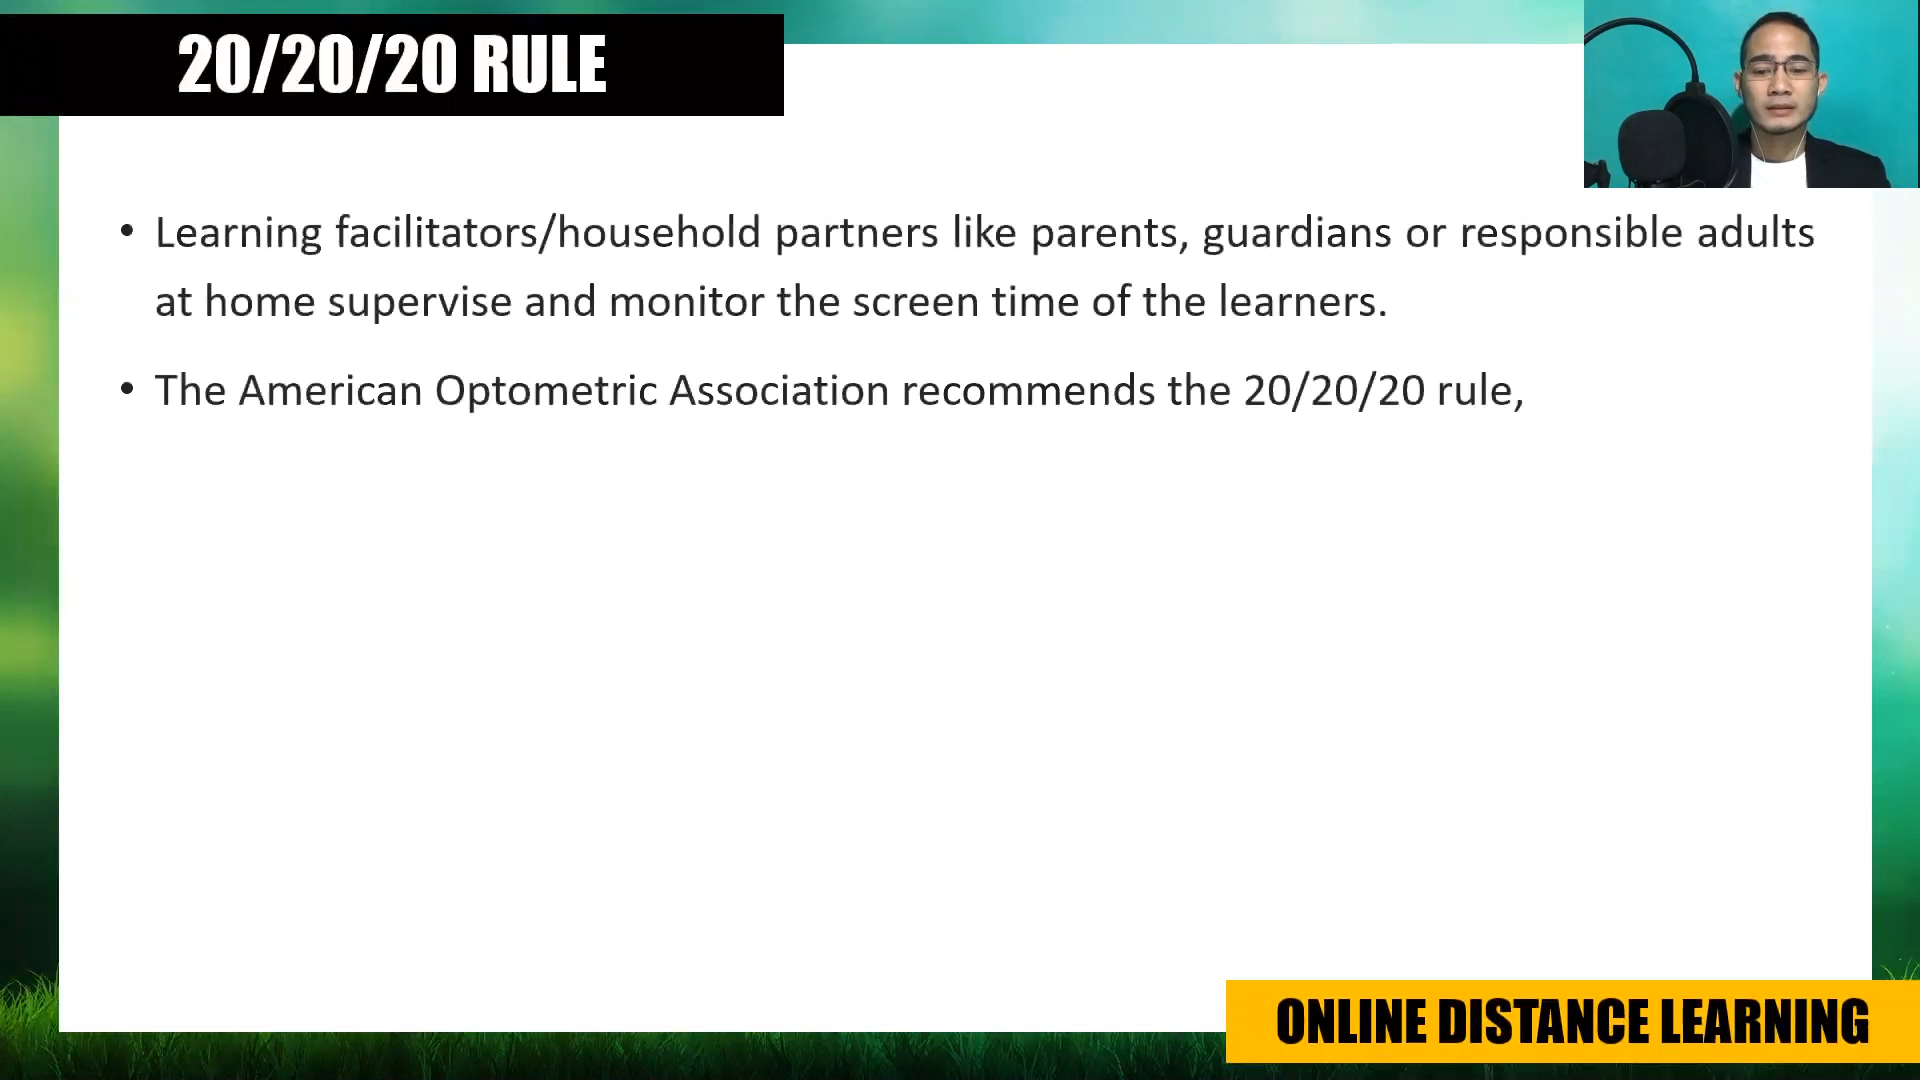 20/20/20 RULE
• Learning facilitators/household partners like parents, guardians or responsible adults
at home supervise and monitor the screen time of the learners.
• The American Optometric Association recommends the 20/20/20 rule,
ONLINE DISTANCE LEARNING